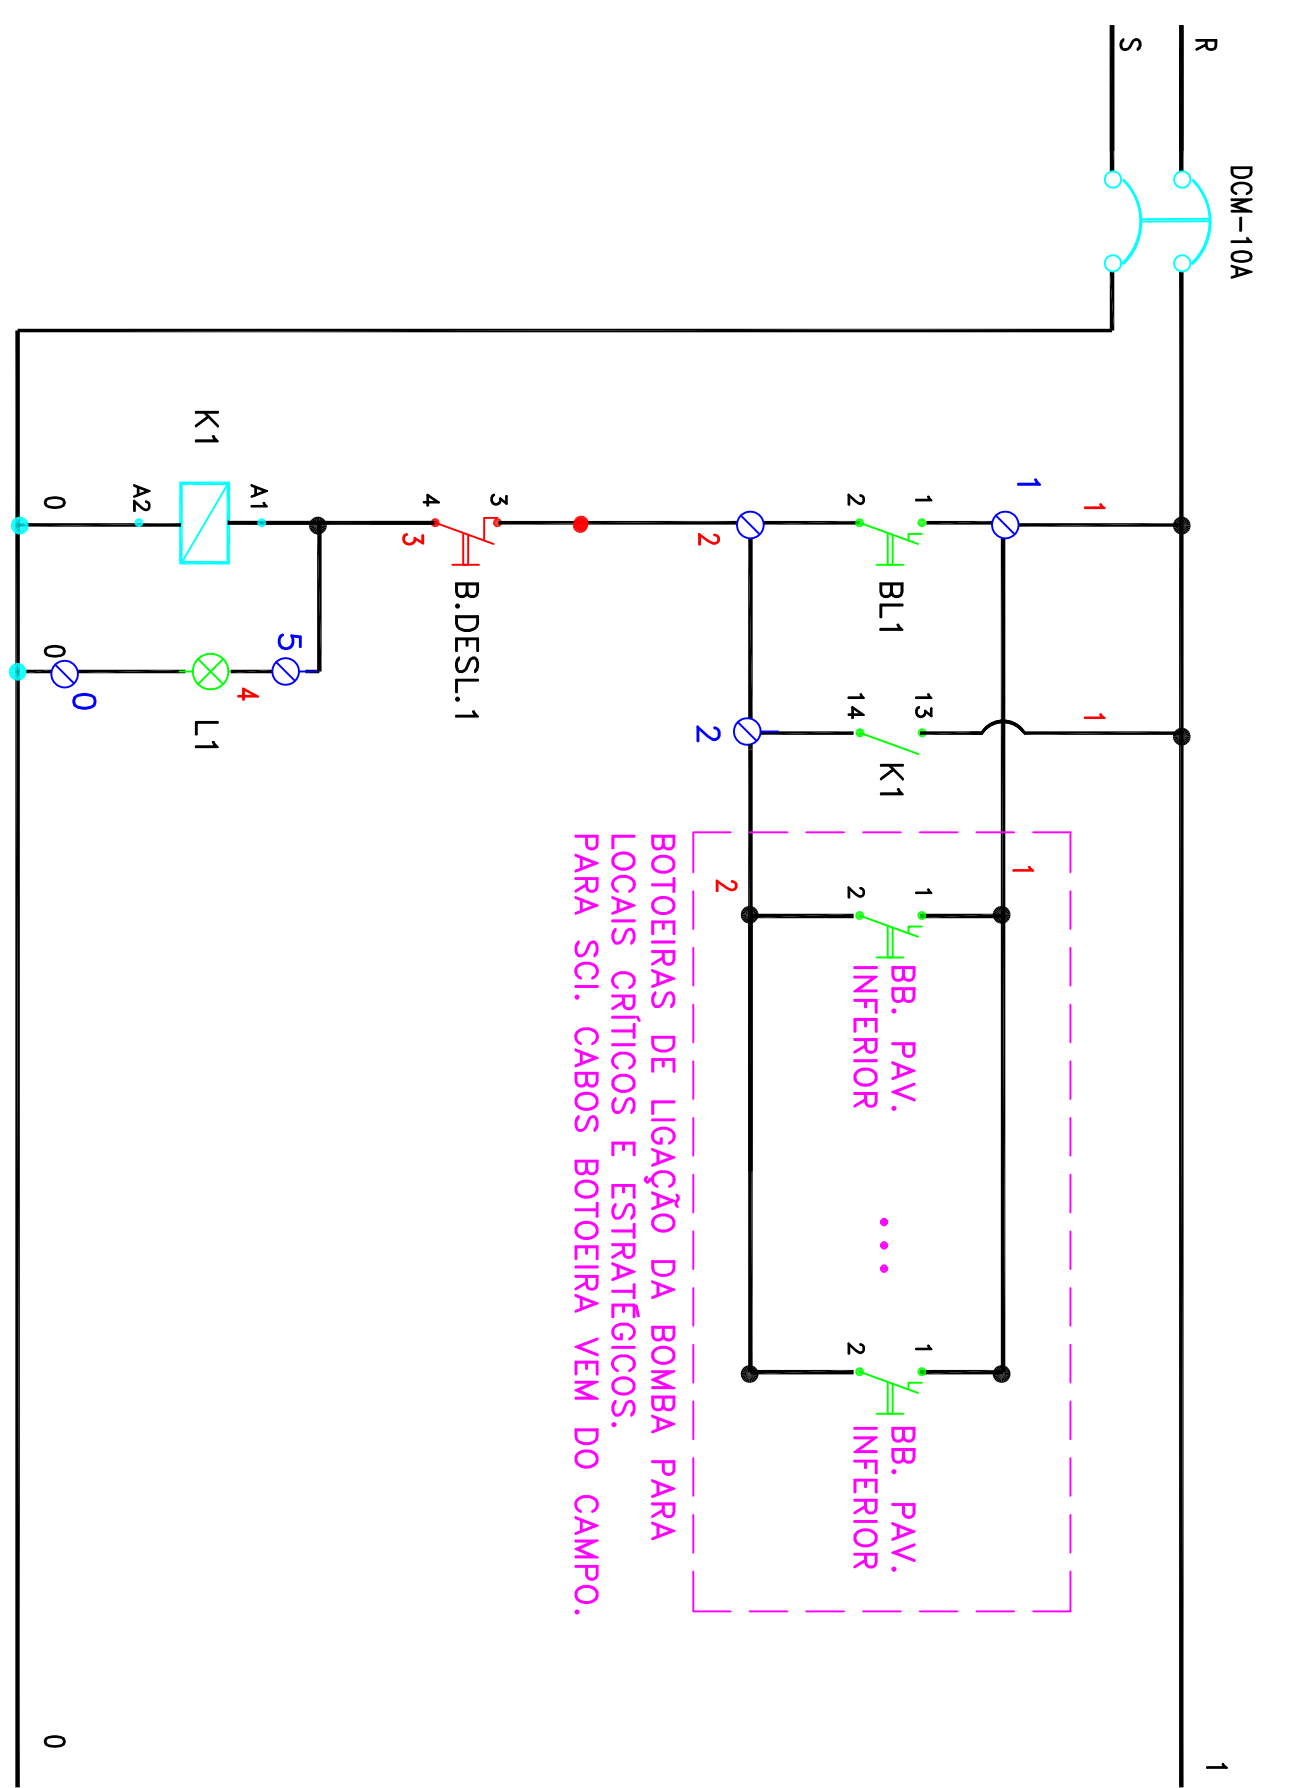 R
S
DCM-10A
1
1
1
1
2
BL1
13
14
K1
1
1
2
BB. PAV.
INFERIOR
1
2
BB. PAV.
INFERIOR
2
2
2
BOTOEIRAS DE LIGAÇÃO DA BOMBA PARA
LOCAIS CRÍTICOS E ESTRATÉGICOS.
PARA SCI. CABOS BOTOEIRA VEM DO CAMPO.
3
4
3
B.DESL.1
K1
A1
A2
5
4
L1
0
0
0
0
1